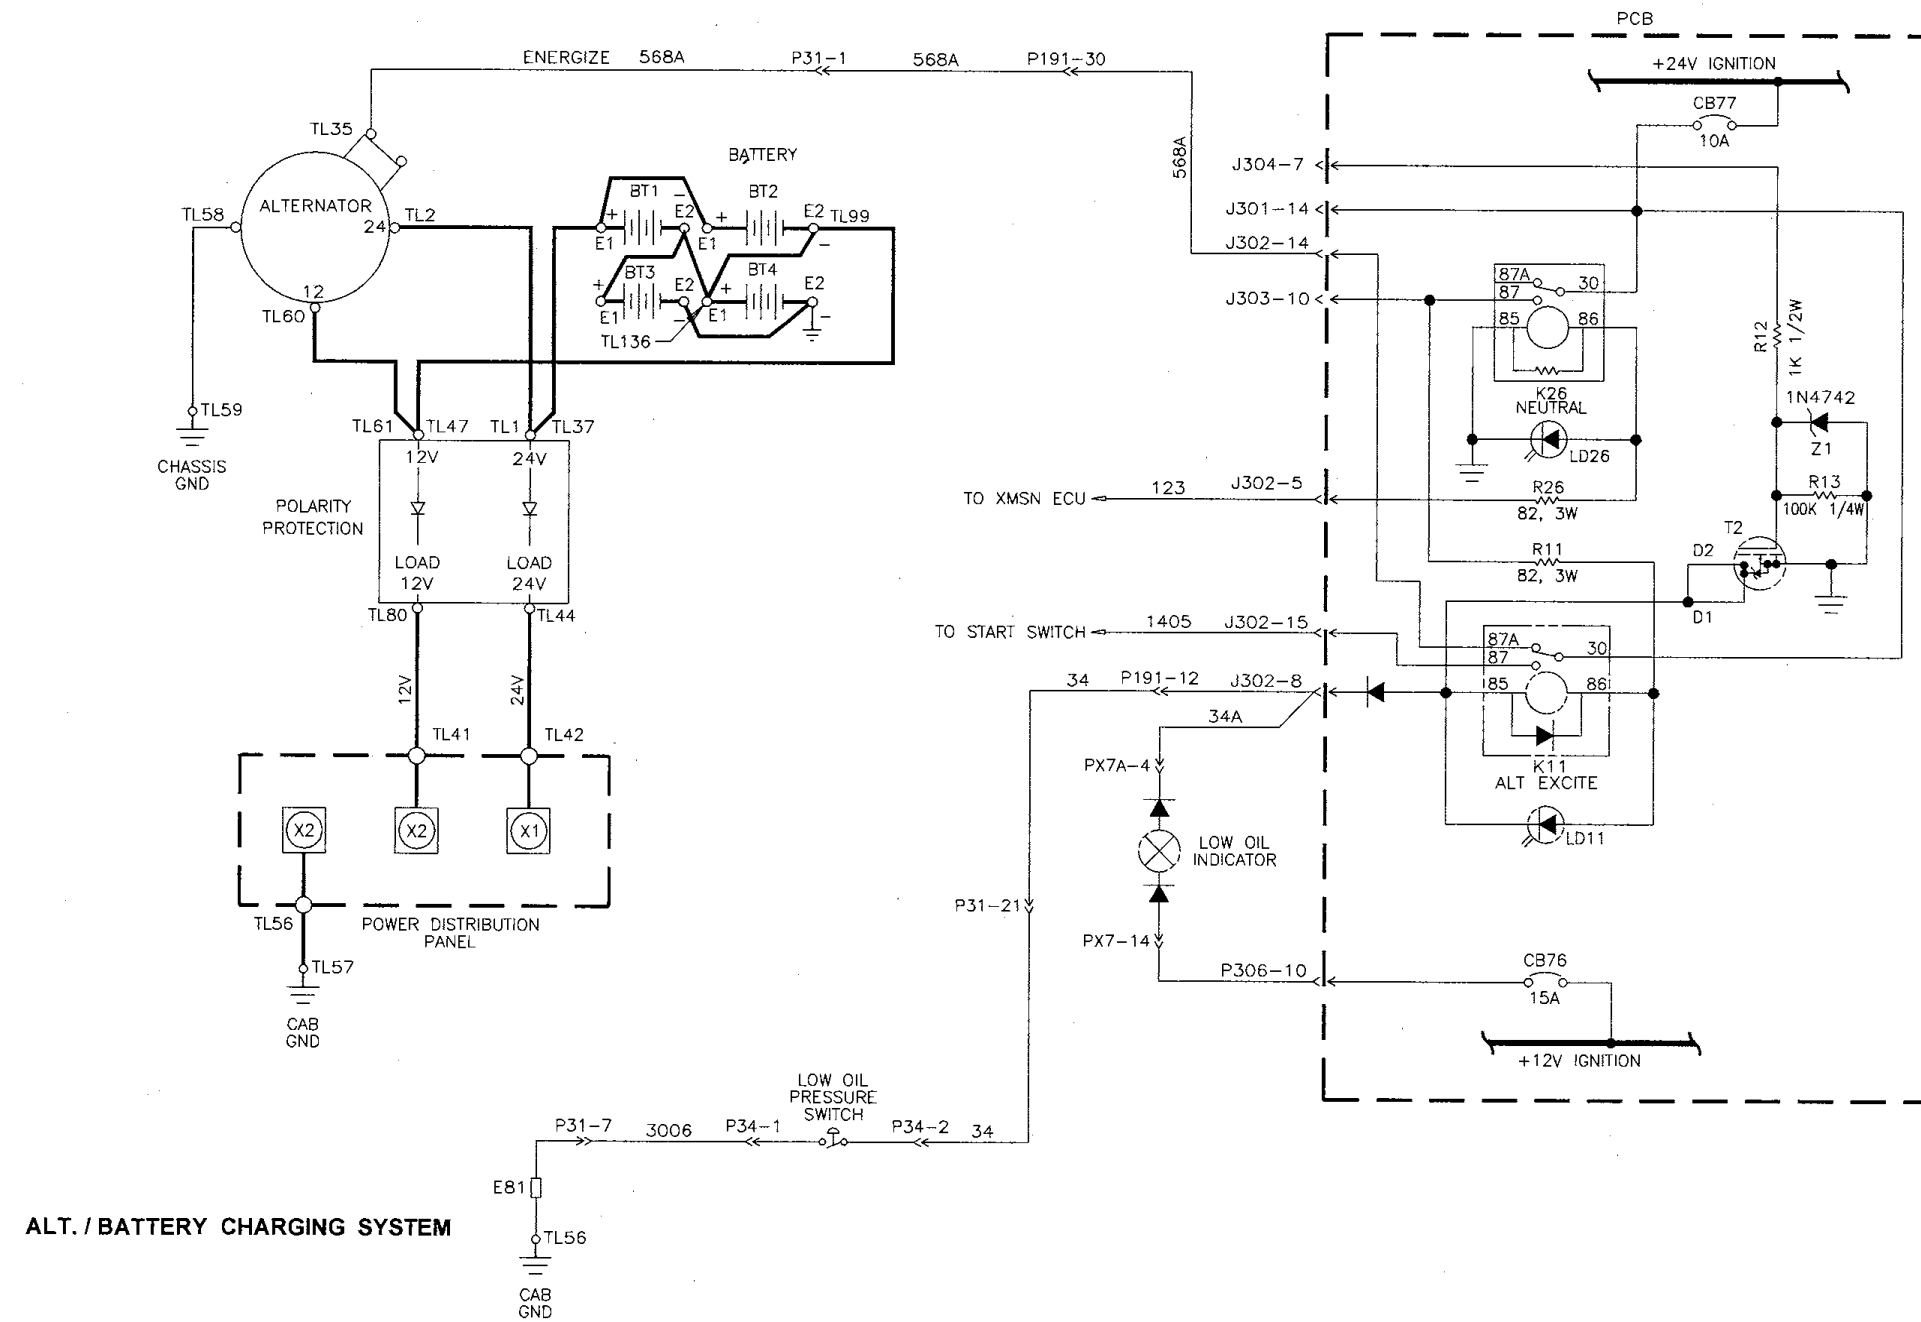 PCB
ENERGIZE 568A P31-1 568A P191-30
+24V IGNITION
CB77
10A
TL35
BATTERY
568A
J304-7
ALTERNATOR
TL58
24 TL2
12
TL60
BT1 BT2
+ - + E2 E2 TL99
E1 E1 -
BT3 BT4
+ E2 + E2
E1 - E1 -
TL136
J301-14
J302-14
J303-10
87A
87 30
85 86
K26
NEUTRAL
LD26
R12
1K 1/2W
1N4742
Z1
R13
100K 1/4W
TL59
CHASSIS
GND
TL61 TL47 TL1 TL37
12V 24V
POLARITY
PROTECTION
LOAD LOAD
12V 24V
TL80 TL44
12V 24V
TO XMSN ECU 123 J302-5
R26
82, 3W
R11
82, 3W
T2
D2
D1
TO START SWITCH 1405 J302-15
87A
87 30
85 86
K11
ALT EXCITE
LD11
34 P191-12 J302-8
34A
PX7A-4
LOW OIL
INDICATOR
PX7-14
P306-10
CB76
15A
+12V IGNITION
TL41 TL42
X2 X2 X1
TL56
POWER DISTRIBUTION
PANEL
TL57
CAB
GND
P31-21
LOW OIL
PRESSURE
SWITCH
P31-7 3006 P34-1 P34-2 34
E81
TL56
CAB
GND
ALT. / BATTERY CHARGING SYSTEM